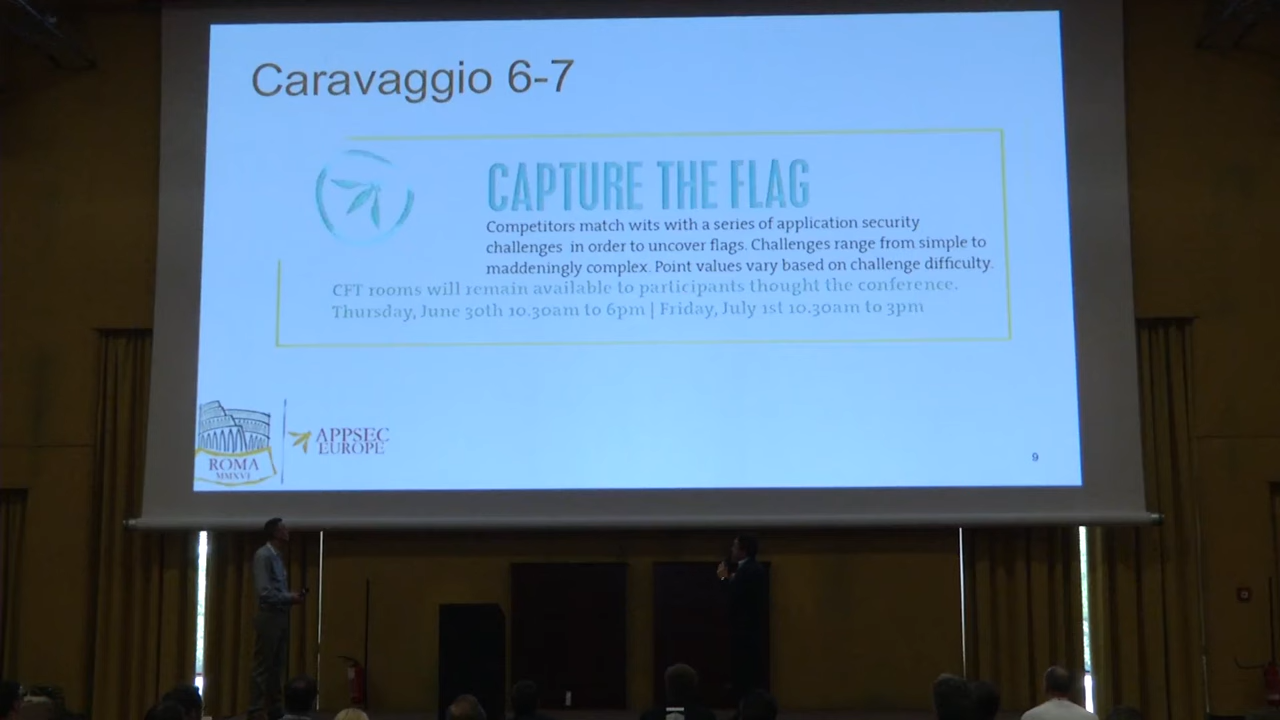 Caravaggio 6-7
CAPTURE THE FLAG
Competitors match wits with a series of application security
challenges in order to uncover flags. Challenges range from simple to
maddeningly complex. Point values vary based on challenge difficulty.
CFT rooms will remain available to participants thought the conference.
Thursday, June 30th 10.30am to 6pm | Friday, July 1st 10.30am to 3pm
ROMA
MMXVI
APPSEC
EUROPE
9